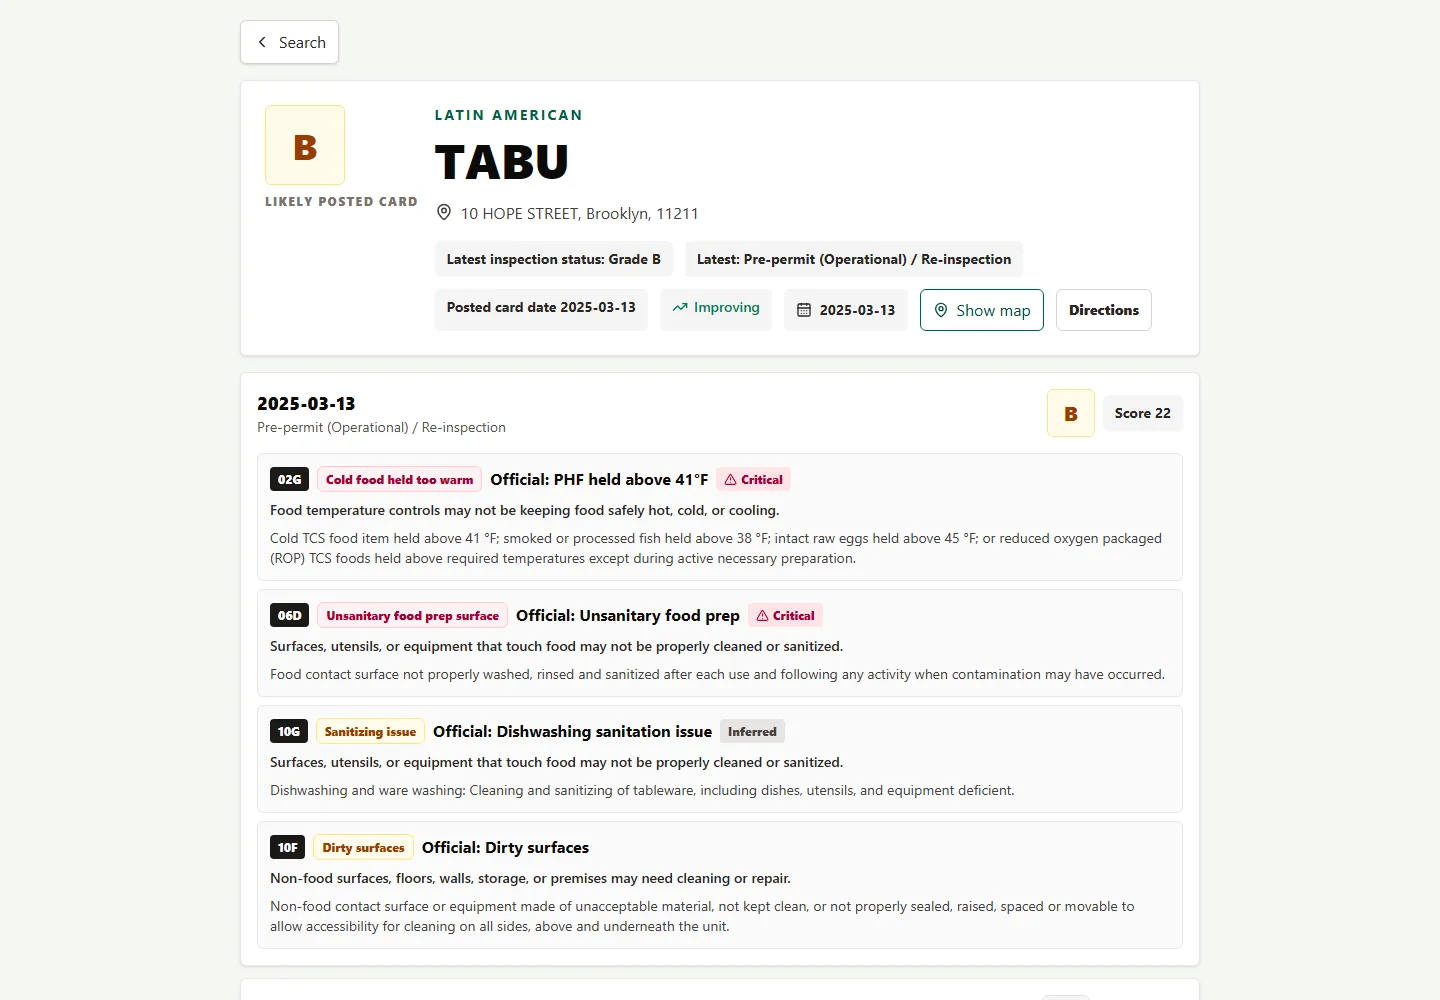 Search
B
LIKELY POSTED CARD
LATIN AMERICAN
TABU
10 HOPE STREET, Brooklyn, 11211
Latest inspection status: Grade B
Latest: Pre-permit (Operational) / Re-inspection
Posted card date 2025-03-13
Improving
2025-03-13
Show map
Directions
2025-03-13
Pre-permit (Operational) / Re-inspection
B
Score 22
02G Cold food held too warm Official: PHF held above 41°F Critical
Food temperature controls may not be keeping food safely hot, cold, or cooling.
Cold TCS food item held above 41 °F; smoked or processed fish held above 38 °F; intact raw eggs held above 45 °F; or reduced oxygen packaged
(ROP) TCS foods held above required temperatures except during active necessary preparation.
06D Unsanitary food prep surface Official: Unsanitary food prep Critical
Surfaces, utensils, or equipment that touch food may not be properly cleaned or sanitized.
Food contact surface not properly washed, rinsed and sanitized after each use and following any activity when contamination may have occurred.
10G Sanitizing issue Official: Dishwashing sanitation issue Inferred
Surfaces, utensils, or equipment that touch food may not be properly cleaned or sanitized.
Dishwashing and ware washing: Cleaning and sanitizing of tableware, including dishes, utensils, and equipment deficient.
10F Dirty surfaces Official: Dirty surfaces
Non-food surfaces, floors, walls, storage, or premises may need cleaning or repair.
Non-food contact surface or equipment made of unacceptable material, not kept clean, or not properly sealed, raised, spaced or movable to
allow accessibility for cleaning on all sides, above and underneath the unit.